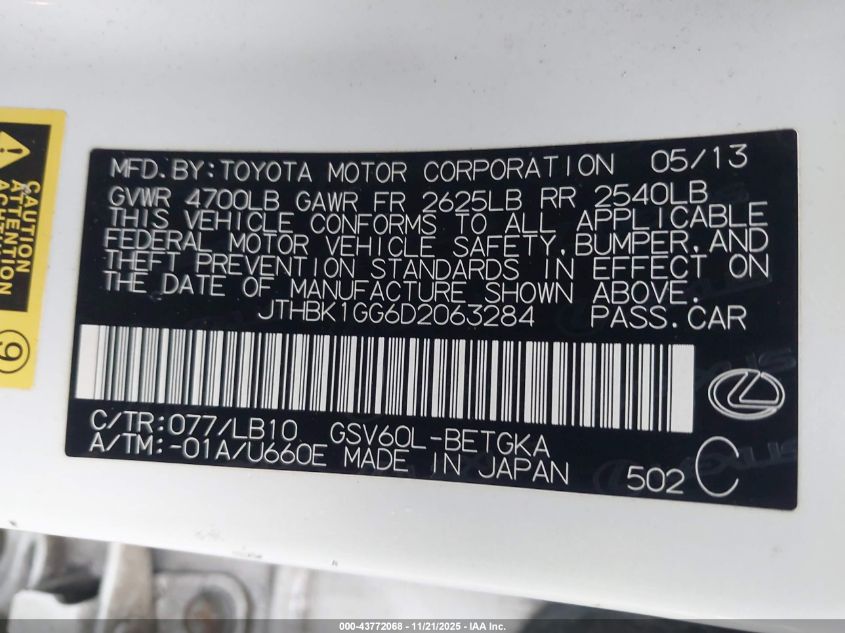 CAUTION
ATTENTION
ACTION
9
MFD.BY:TOYOTA MOTOR CORPORATION 05/13
GVWR 4700LB GAWR FR 2625LB RR 2540LB
THIS VEHICLE CONFORMS TO ALL APPLICABLE
FEDERAL MOTOR VEHICLE SAFETY,BUMPER,AND
THEFT PREVENTION STANDARDS IN EFFECT ON
THE DATE OF MANUFACTURE SHOWN ABOVE.
JTHBK1GG6D2063284 PASS.CAR
C/TR:077/LB10 GSV60L-BETGKA
A/TM:-01A/U660E MADE IN JAPAN
502 C
000-43772068 - 11/21/2025 - IAA Inc.